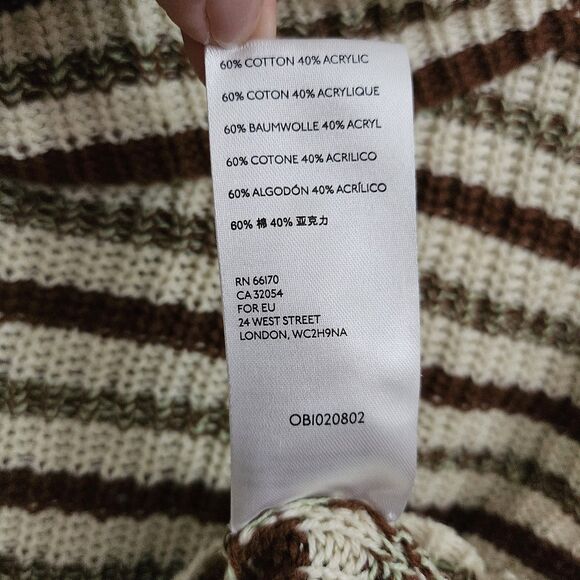 60% COTTON 40% ACRYLIC
60% COTON 40% ACRYLIQUE
60% BAUMWOLLE 40% ACRYL
60% COTONE 40% ACRILICO
60% ALGODÓN 40% ACRÍLICO
60% 棉 40% 亚克力
RN 66170
CA 32054
FOR EU
24 WEST STREET
LONDON, WC2H9NA
OB1020802